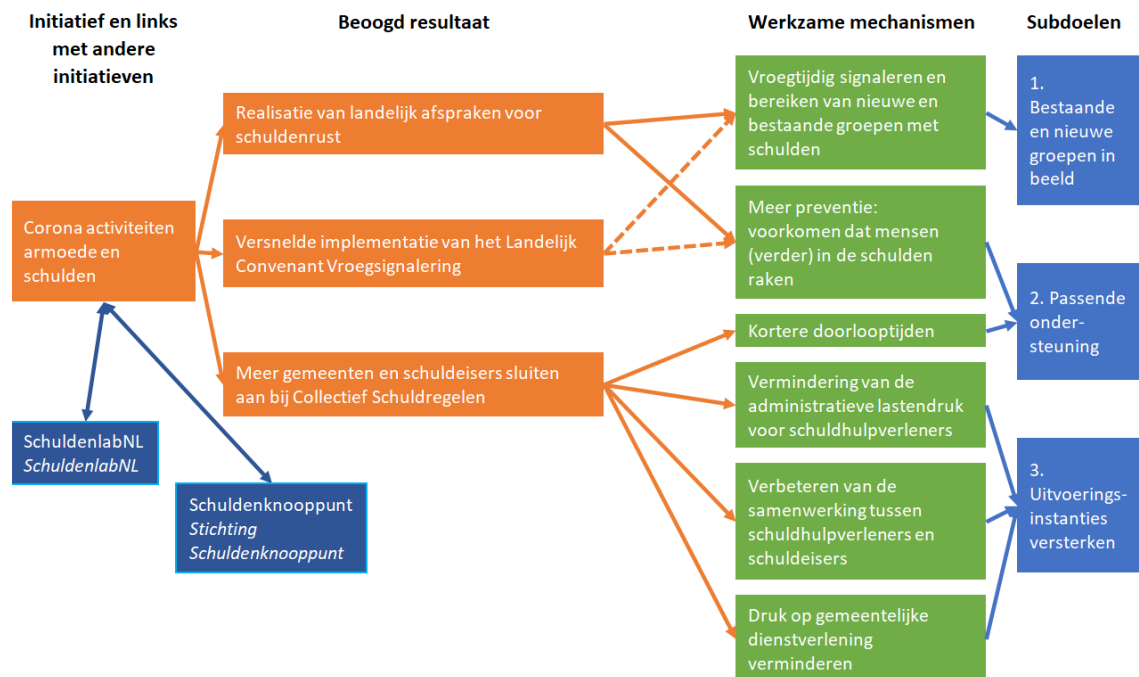 Initiatief en links
met andere
initiatieven
Beoogd resultaat
Werkzame mechanismen
Subdoelen
Corona activiteiten
armoede en
schulden
SchuldenlabNL
SchuldenlabNL
Schuldenknooppunt
Stichting
Schuldenknooppunt
Realisatie van landelijk afspraken voor
schuldenrust
Versnelde implementatie van het Landelijk
Convenant Vroegsignalering
Meer gemeenten en schuldeisers sluiten
aan bij Collectief Schuldregelen
Vroegtijdig signaleren en
bereiken van nieuwe en
bestaande groepen met
schulden
Meer preventie:
voorkomen dat mensen
(verder) in de schulden
raken
Kortere doorlooptijden
Vermindering van de
administratieve lastendruk
voor schuldhulpverleners
Verbeteren van de
samenwerking tussen
schuldhulpverleners en
schuldeisers
Druk op gemeentelijke
dienstverlening
verminderen
1.
Bestaande
en nieuwe
groepen in
beeld
2. Passende
onder-
steuning
3.
Uitvoerings-
instanties
versterken